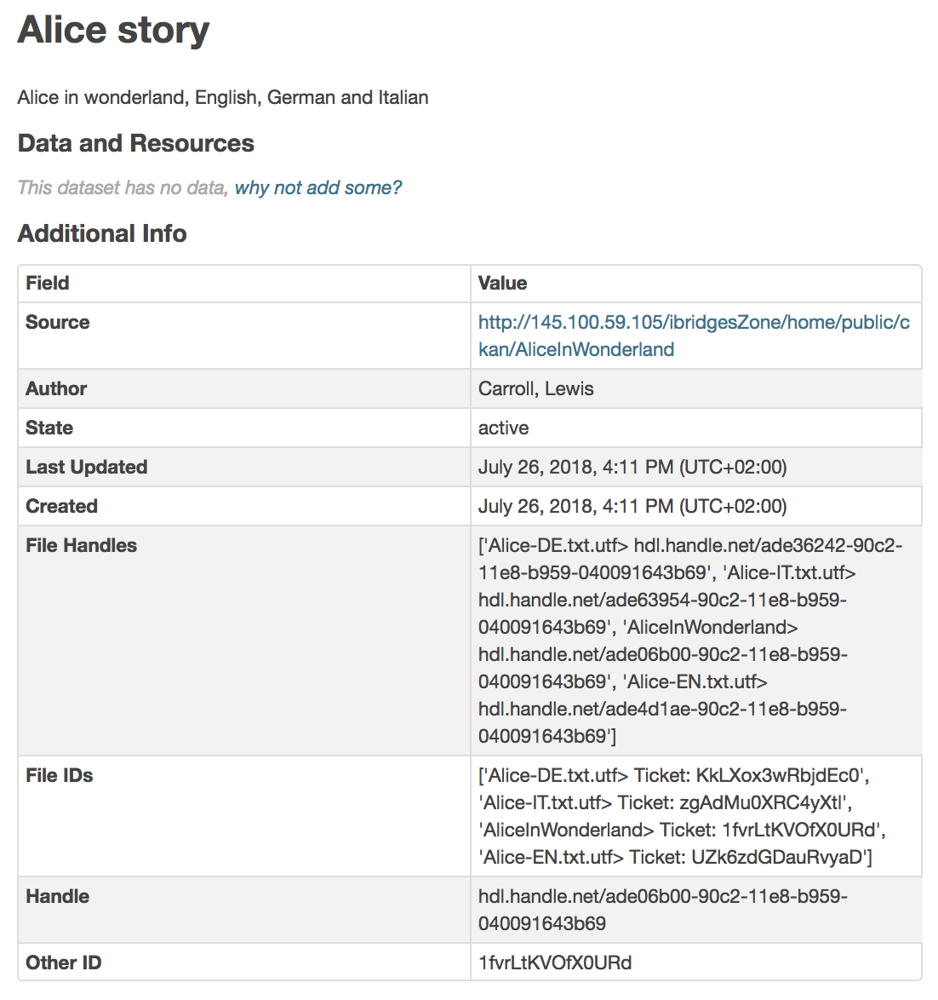 Alice story
Alice in wonderland, English, German and Italian
Data and Resources
This dataset has no data, why not add some?
Additional Info
Field Value
Source http://145.100.59.105/ibridgesZone/home/public/c
kan/AliceInWonderland
Author Carroll, Lewis
State active
Last Updated July 26, 2018, 4:11 PM (UTC+02:00)
Created July 26, 2018, 4:11 PM (UTC+02:00)
File Handles ['Alice-DE.txt.utf> hdl.handle.net/ade36242-90c2-
11e8-b959-040091643b69', 'Alice-IT.txt.utf>
hdl.handle.net/ade63954-90c2-11e8-b959-
040091643b69', 'AliceInWonderland>
hdl.handle.net/ade06b00-90c2-11e8-b959-
040091643b69', 'Alice-EN.txt.utf>
hdl.handle.net/ade4d1ae-90c2-11e8-b959-
040091643b69']
File IDs ['Alice-DE.txt.utf> Ticket: KkLXox3wRbjdEc0',
'Alice-IT.txt.utf> Ticket: zgAdMu0XRC4yXtl',
'AliceInWonderland> Ticket: 1fvrLtKVOfX0URd',
'Alice-EN.txt.utf> Ticket: UZk6zdGDauRvyaD']
Handle hdl.handle.net/ade06b00-90c2-11e8-b959-
040091643b69
Other ID 1fvrLtKVOfX0URd